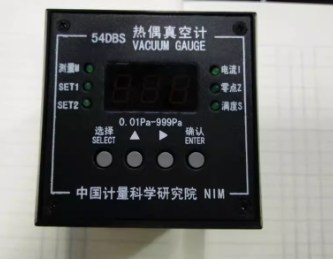 54DBS 热偶真空计
VACUUM GAUGE
测量M
电流I
SET1
零点Z
SET2
满度S
0.01Pa-999Pa
选择
SELECT
确认
ENTER
中国计量科学研究院 NIM